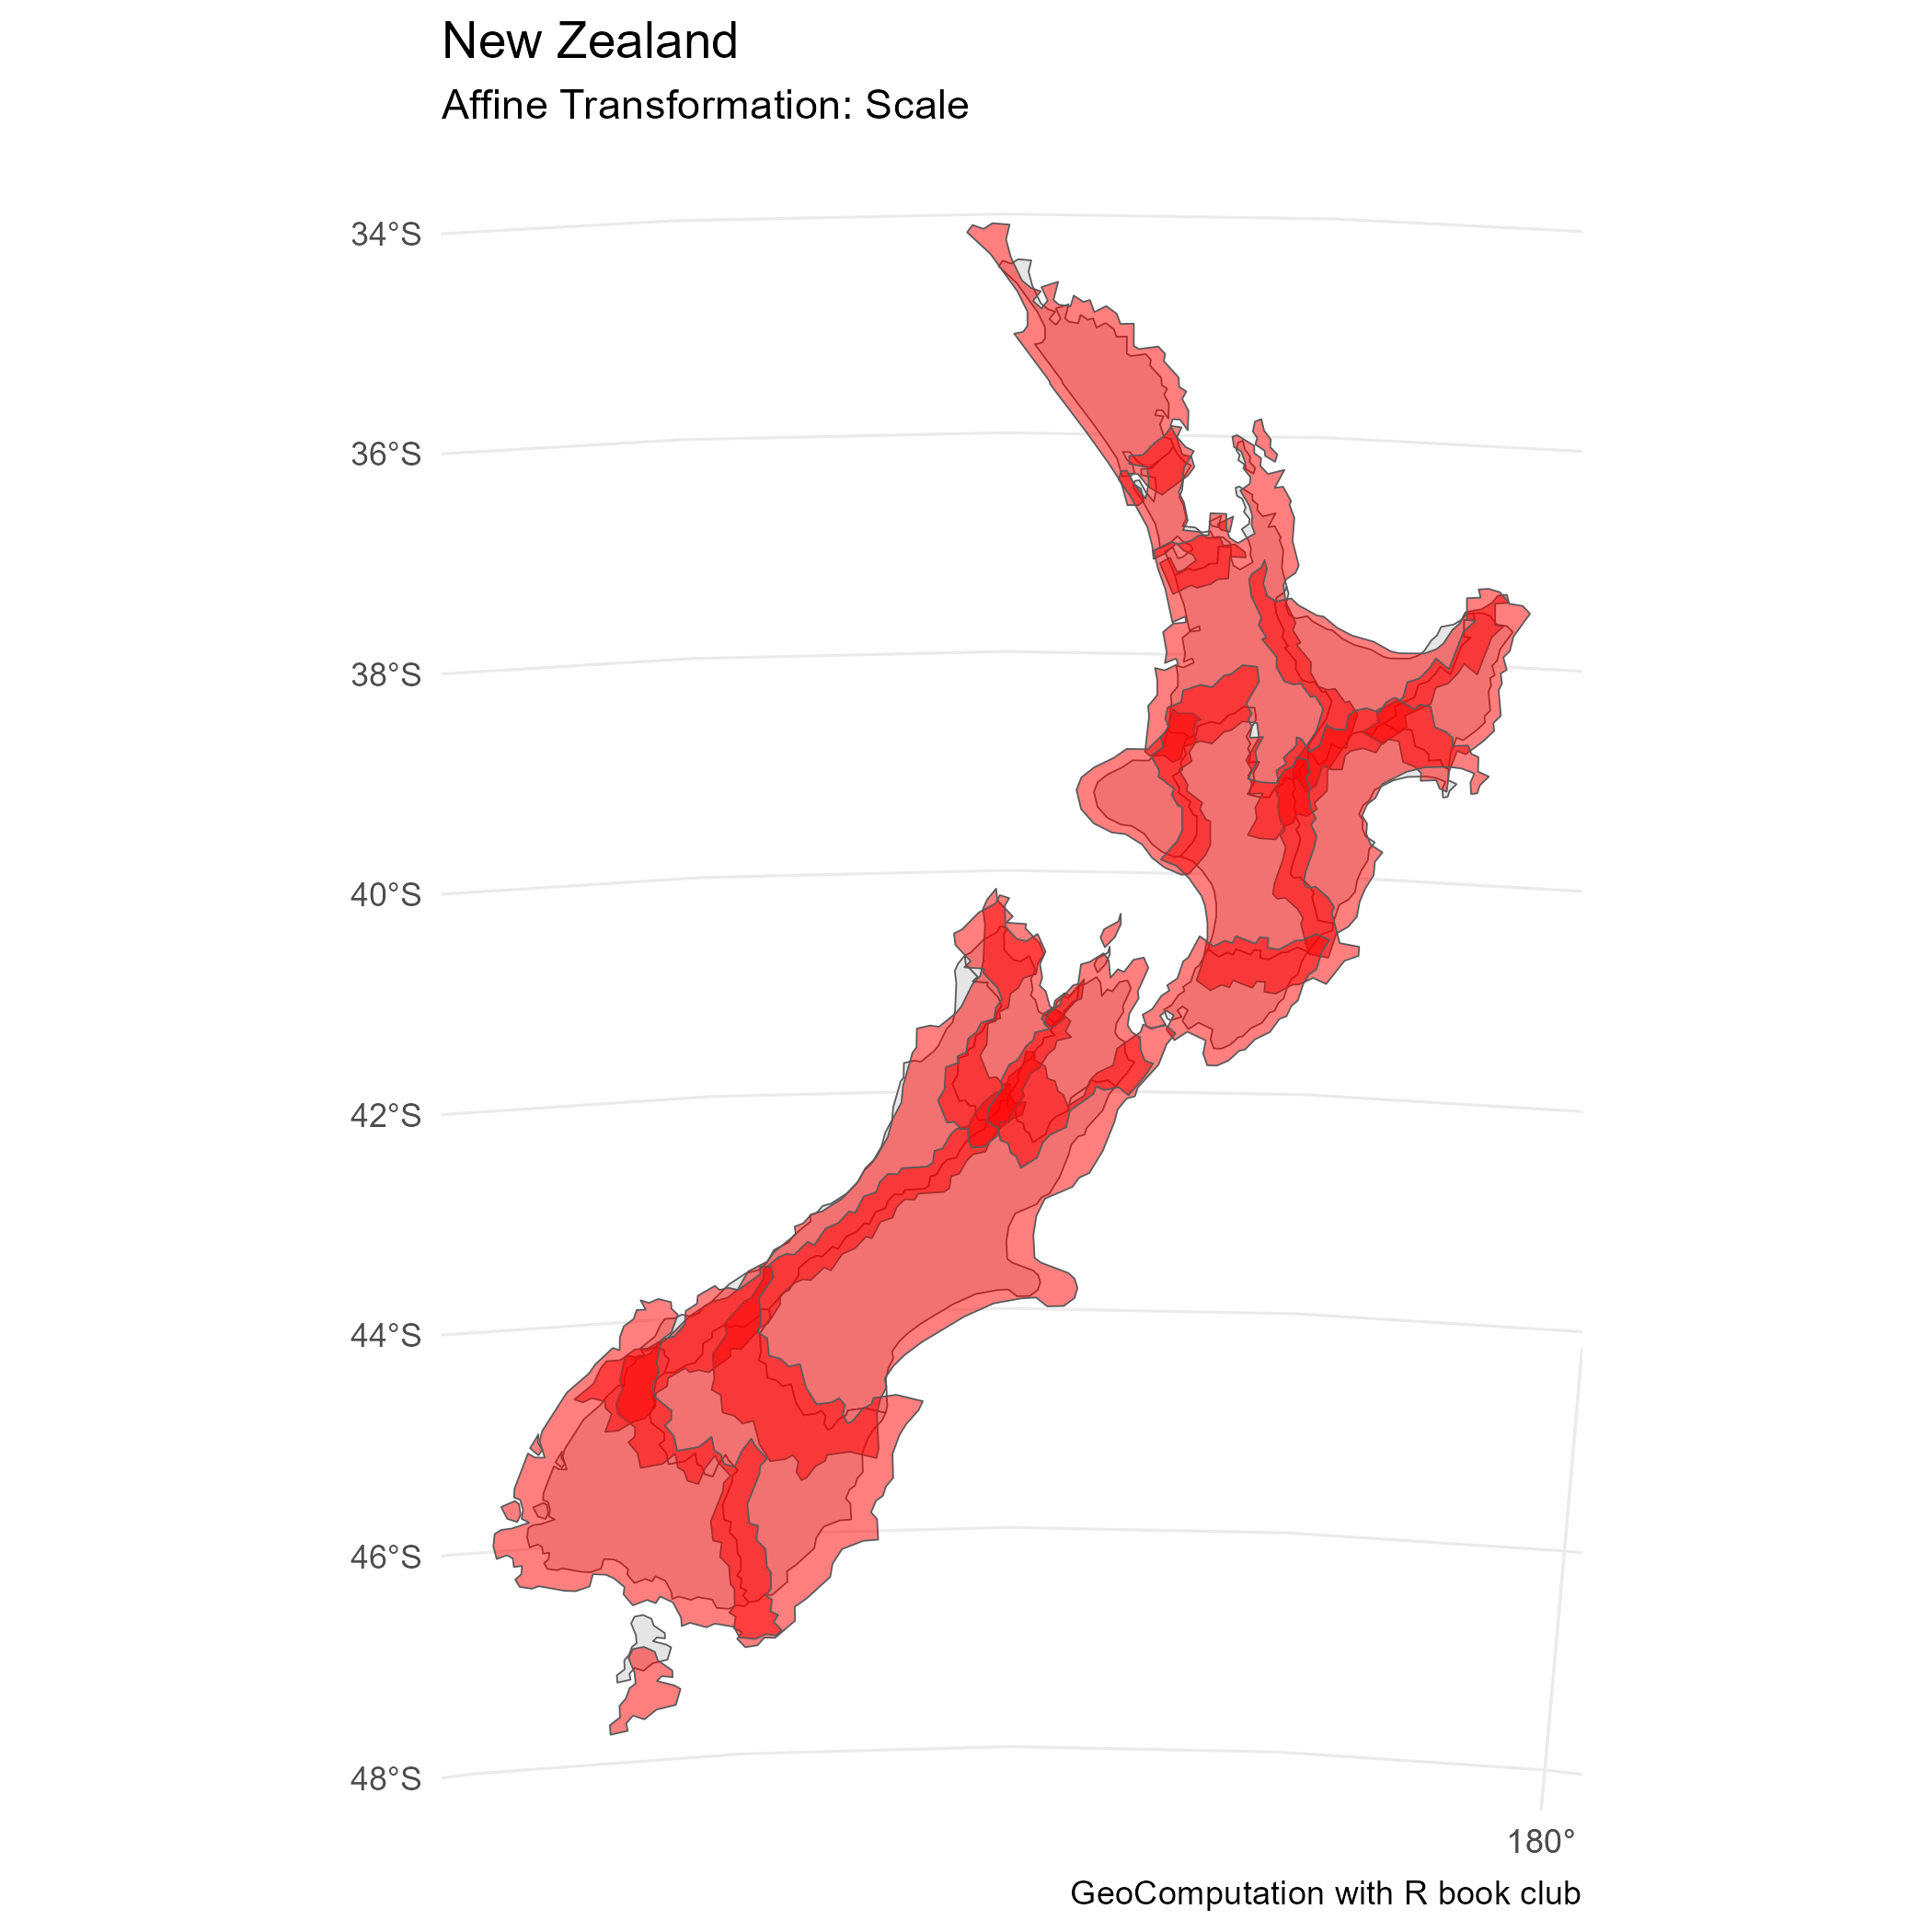 New Zealand
Affine Transformation: Scale
34°S
36°S
38°S
40°S
42°S
44°S
46°S
48°S
180°
GeoComputation with R book club